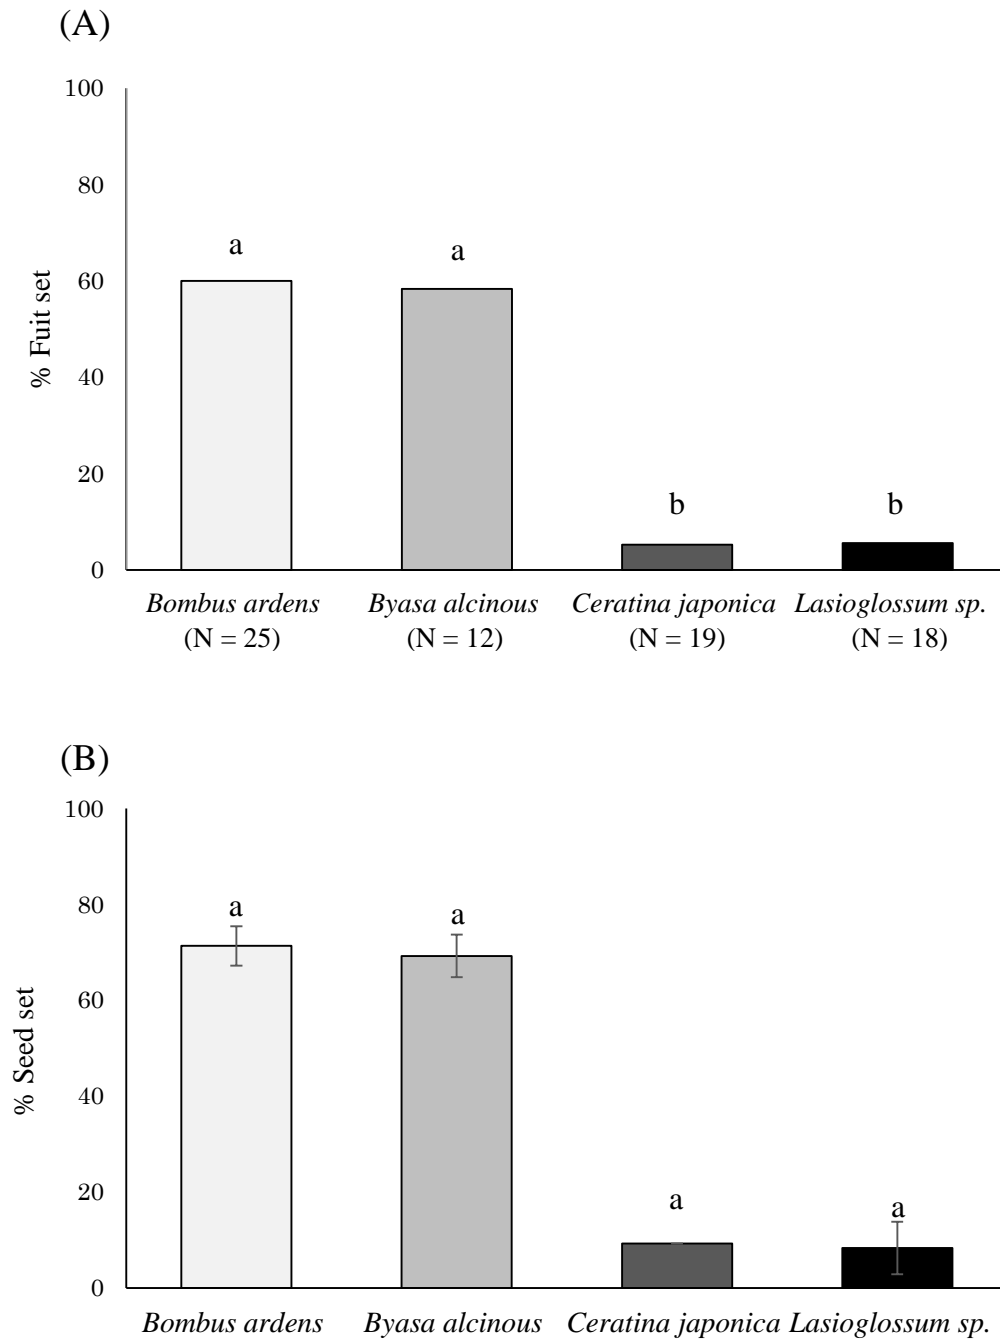 (A)
100
80
60
40
20
0
% Fuit set
a
a
b
b
Bombus ardens
(N = 25)
Byasa alcinous
(N = 12)
Ceratina japonica
(N = 19)
Lasioglossum sp.
(N = 18)
(B)
100
80
60
40
20
0
% Seed set
a
a
a
a
Bombus ardens
Byasa alcinous
Ceratina japonica
Lasioglossum sp.